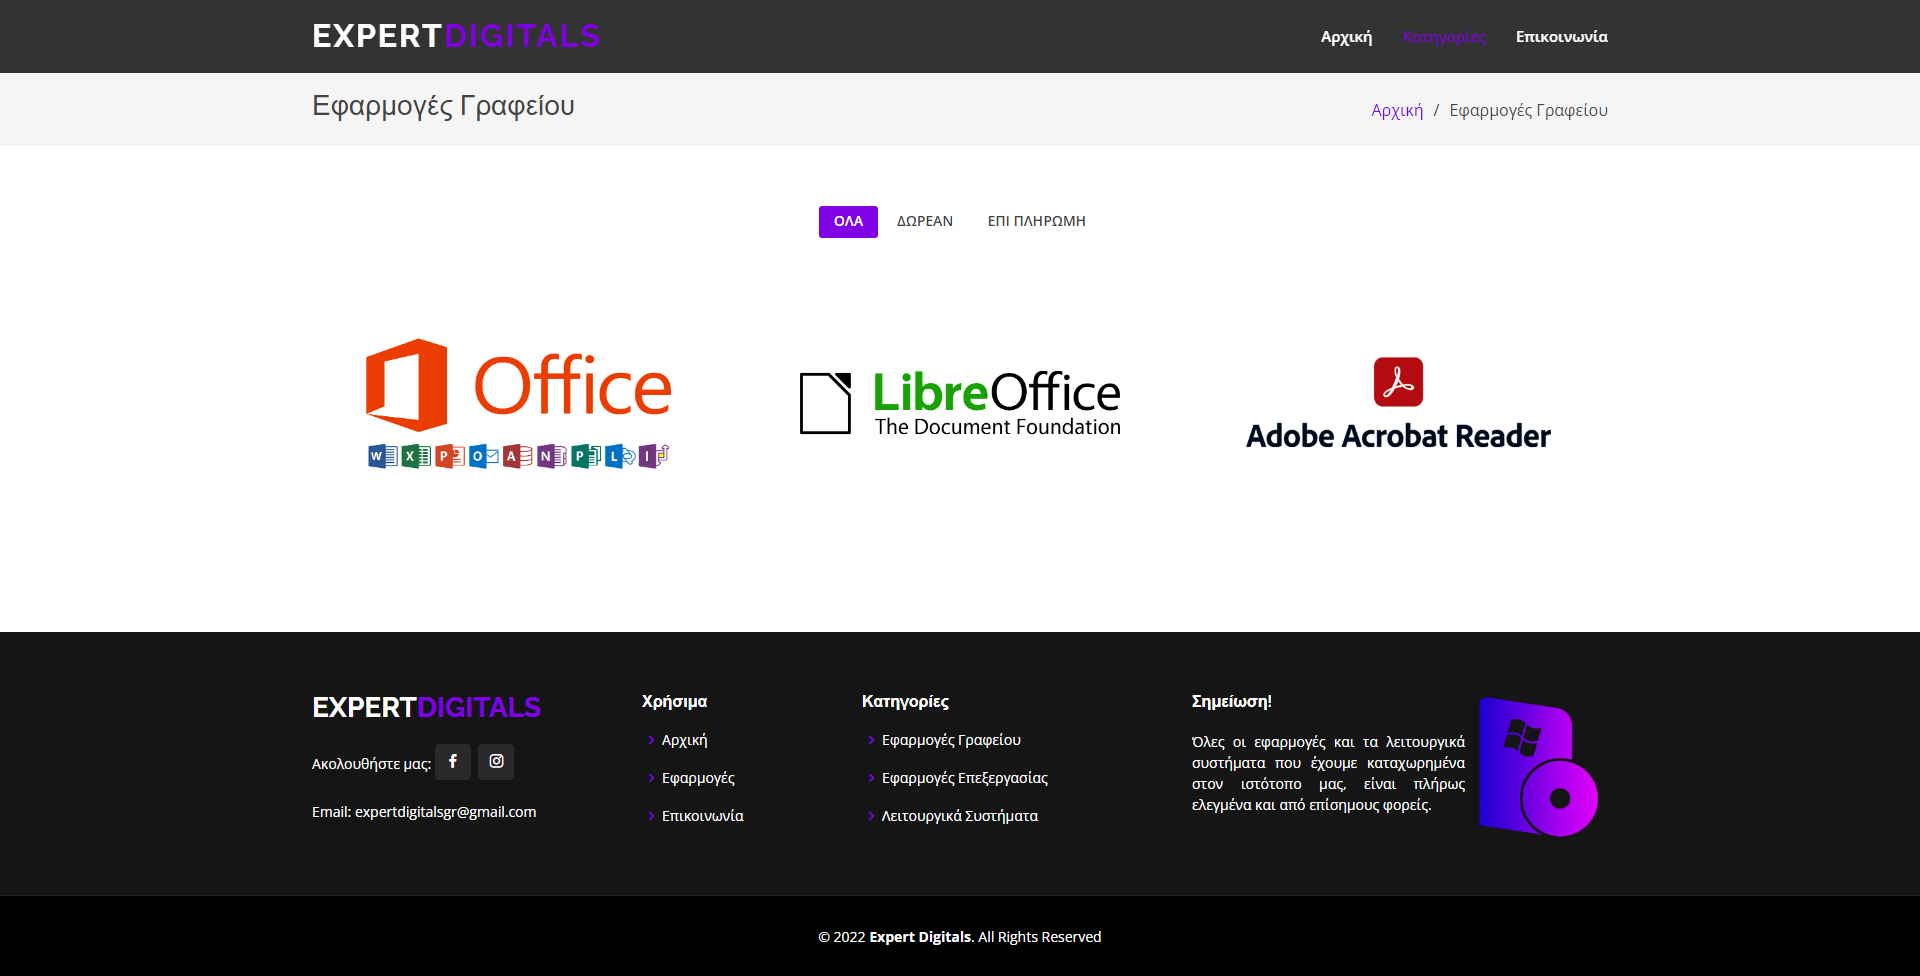 EXPERTDIGITALS
Αρχική
Κατηγορίες
Επικοινωνία
Εφαρμογές Γραφείου
Αρχική / Εφαρμογές Γραφείου
ΟΛΑ
ΔΩΡΕΑΝ
ΕΠΙ ΠΛΗΡΩΜΗ
Office
W X P O A N P L I
LibreOffice
The Document Foundation
Adobe Acrobat Reader
EXPERTDIGITALS
Ακολουθήστε μας:
Email: expertdigitalsgr@gmail.com
Χρήσιμα
Αρχική
Εφαρμογές
Επικοινωνία
Κατηγορίες
Εφαρμογές Γραφείου
Εφαρμογές Επεξεργασίας
Λειτουργικά Συστήματα
Σημείωση!
Όλες οι εφαρμογές και τα λειτουργικά
συστήματα που έχουμε καταχωρημένα
στον ιστότοπο μας, είναι πλήρως
ελεγμένα και από επίσημους φορείς.
© 2022 Expert Digitals. All Rights Reserved